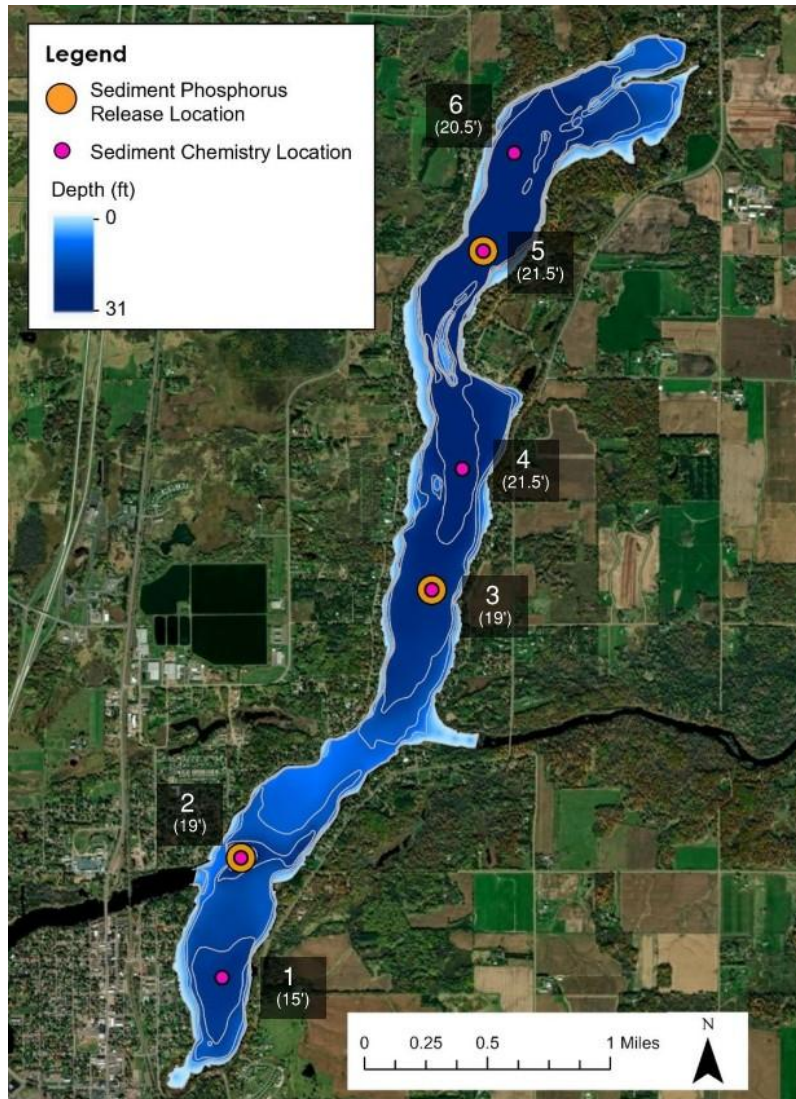 Legend
Sediment Phosphorus
Release Location
Sediment Chemistry Location
Depth (ft)
0
31
6
(20.5')
5
(21.5')
4
(21.5')
3
(19')
2
(19')
1
(15')
0 0.25 0.5 1 Miles
N